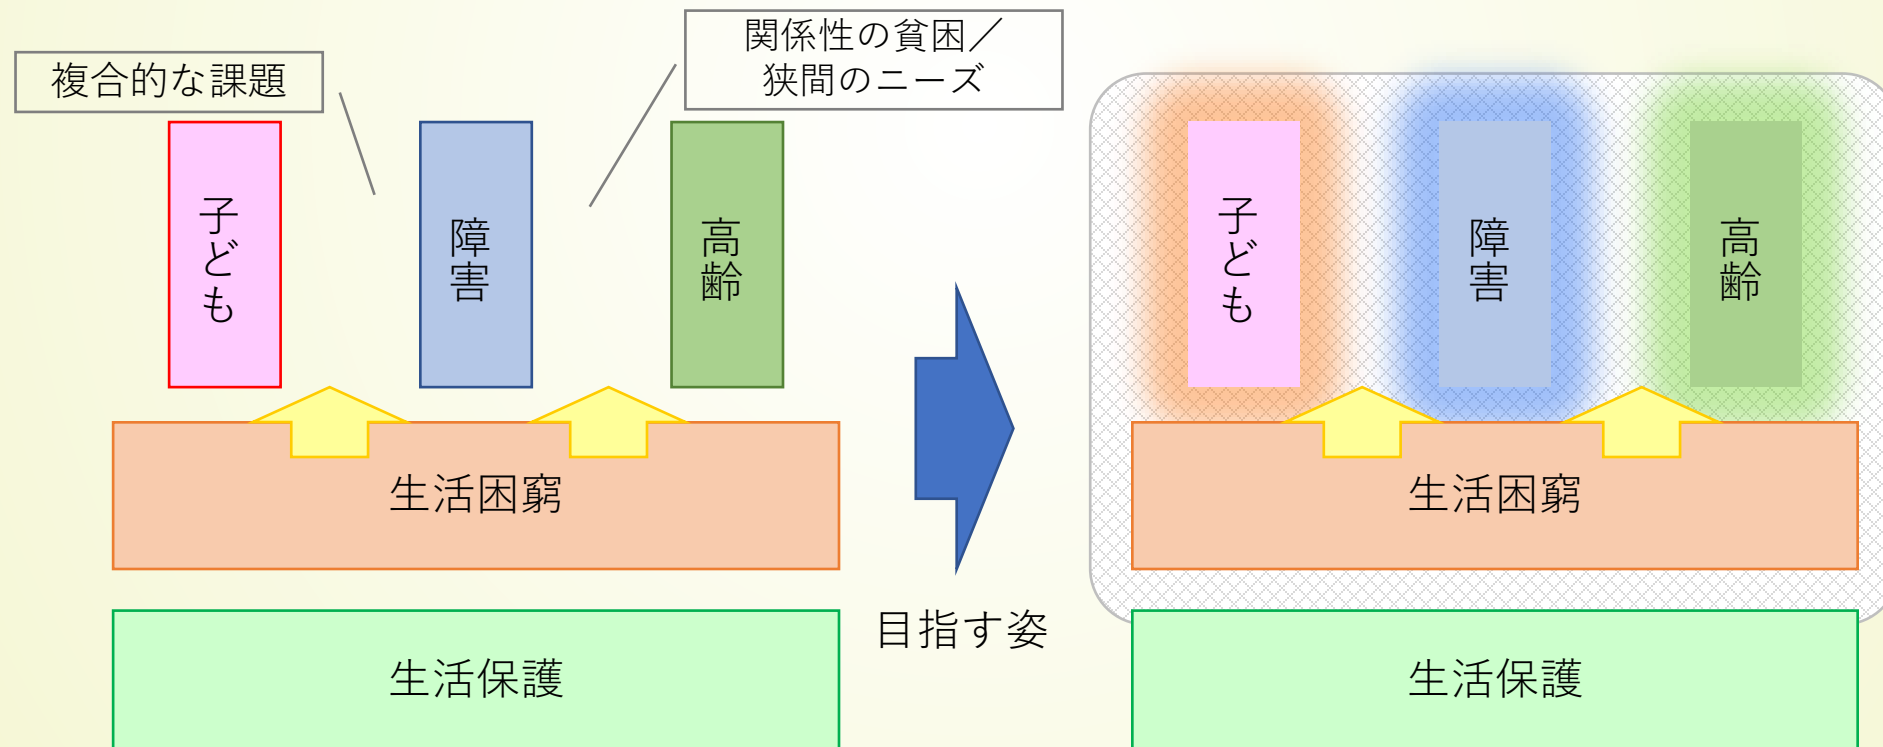 複合的な課題
関係性の貧困／
狭間のニーズ
子ども
障害
高齢
生活困窮
生活保護
目指す姿
子ども
障害
高齢
生活困窮
生活保護